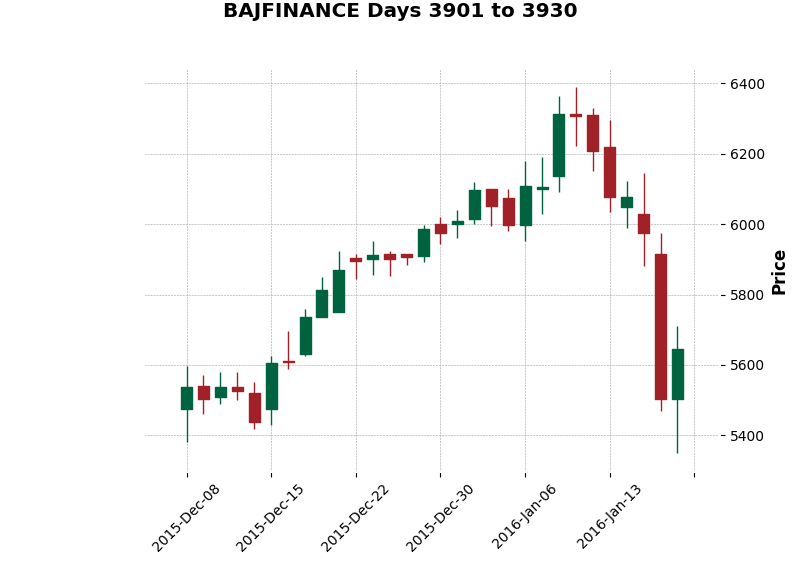 BAJFINANCE Days 3901 to 3930
6400
6200
6000
5800
5600
5400
Price
2015-Dec-08
2015-Dec-15
2015-Dec-22
2015-Dec-30
2016-Jan-06
2016-Jan-13